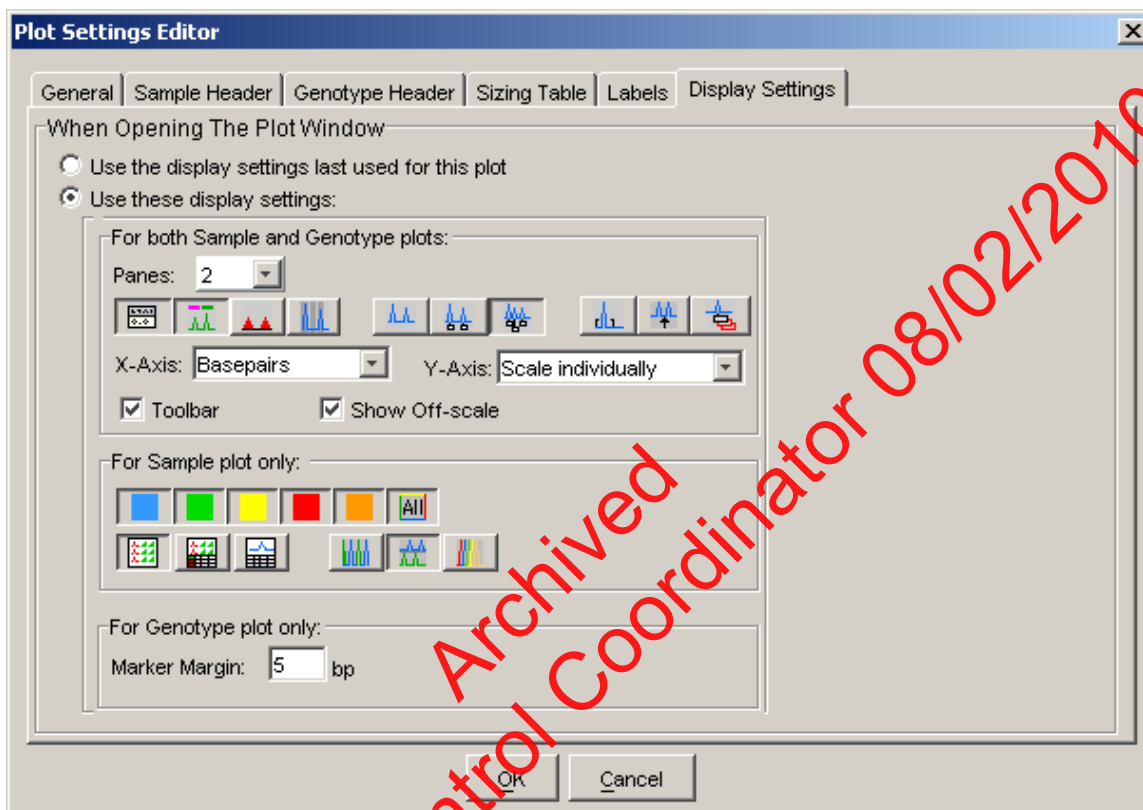 Plot Settings Editor
General Sample Header Genotype Header Sizing Table Labels Display Settings
When Opening The Plot Window
Use the display settings last used for this plot
Use these display settings:
For both Sample and Genotype plots:
Panes: 2
X-Axis: Basepairs Y-Axis: Scale individually
Toolbar Show Off-scale
For Sample plot only:
All
For Genotype plot only:
Marker Margin: 5 bp
OK Cancel
Archived
ntrol Coordinator 08/02/2010